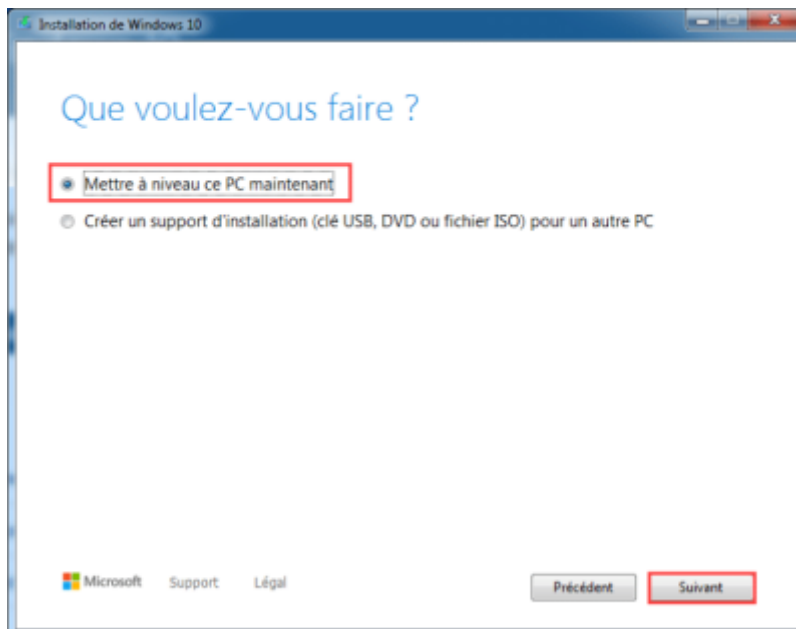 Installation de Windows 10
Que voulez-vous faire ?
Mettre à niveau ce PC maintenant
Créer un support d'installation (clé USB, DVD ou fichier ISO) pour un autre PC
Microsoft Support Légal Précédent Suivant